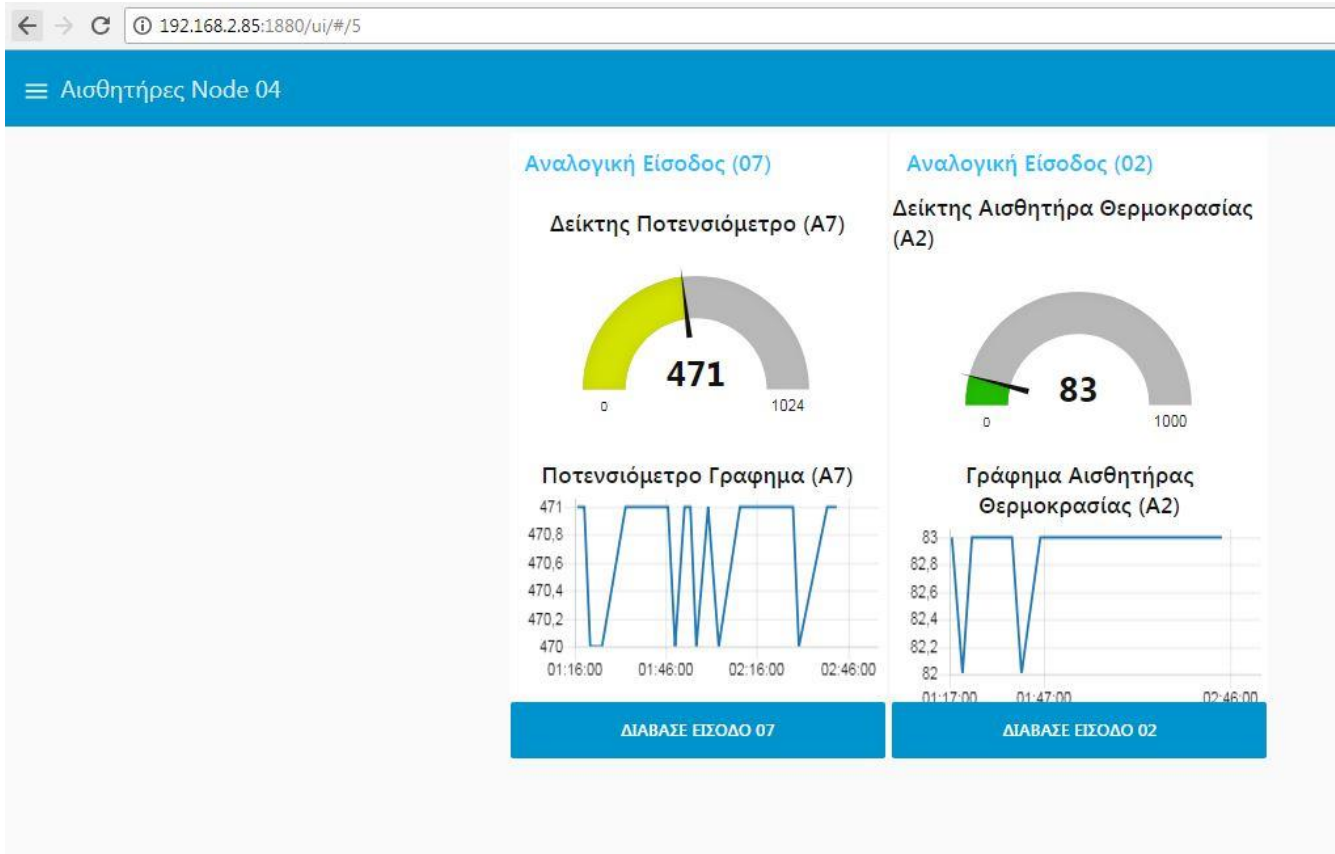 192.168.2.85:1880/ui/#/5
Αισθητήρες Node 04
Αναλογική Είσοδος (07)
Δείκτης Ποτενσιόμετρο (A7)
471
0
1024
Ποτενσιόμετρο Γραφημα (A7)
471
470,8
470,6
470,4
470,2
470
01:16:00 01:46:00 02:16:00 02:46:00
ΔΙΑΒΑΣΕ ΕΙΣΟΔΟ 07
Αναλογική Είσοδος (02)
Δείκτης Αισθητήρα Θερμοκρασίας
(A2)
83
0
1000
Γράφημα Αισθητήρας
Θερμοκρασίας (A2)
83
82,8
82,6
82,4
82,2
82
01:17:00 01:47:00 02:46:00
ΔΙΑΒΑΣΕ ΕΙΣΟΔΟ 02